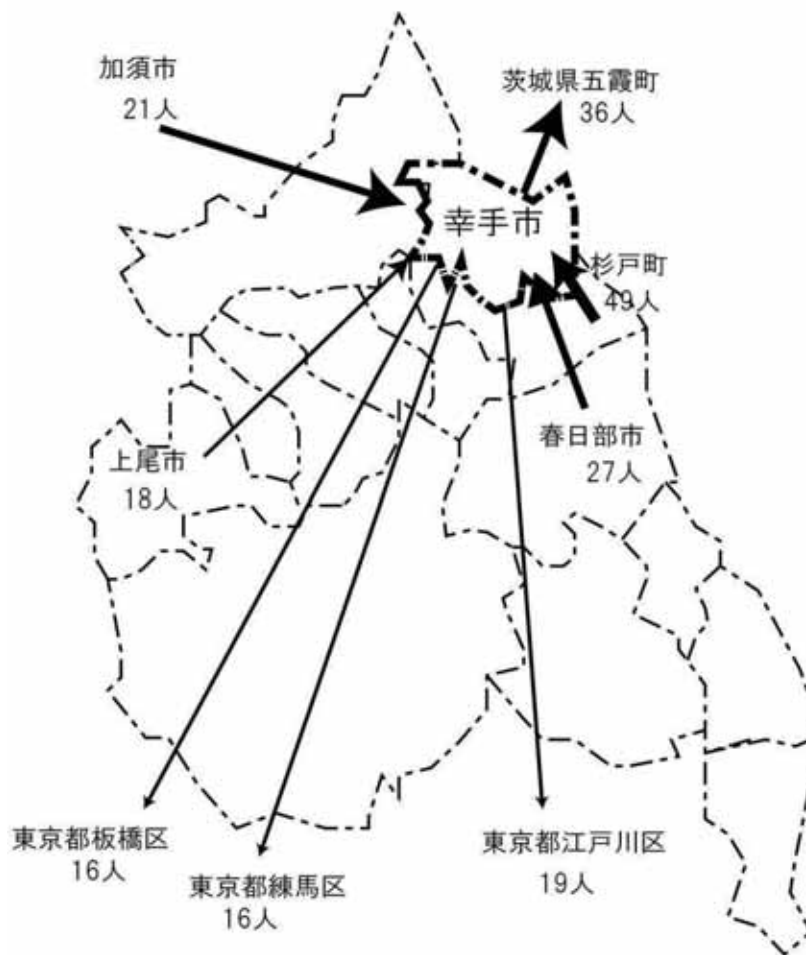 加須市
21人
茨城県五霞町
36人
幸手市
杉戸町
49人
春日部市
27人
上尾市
18人
東京都板橋区
16人
東京都練馬区
16人
東京都江戸川区
19人